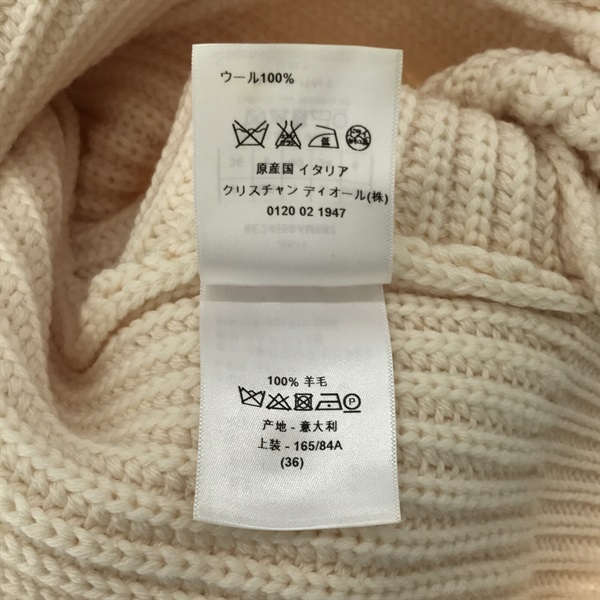 ウール100%
低
原産国 イタリア
クリスチャン ディオール(株)
0120 02 1947
100% 羊毛
P
产地 - 意大利
上装 - 165/84A
(36)